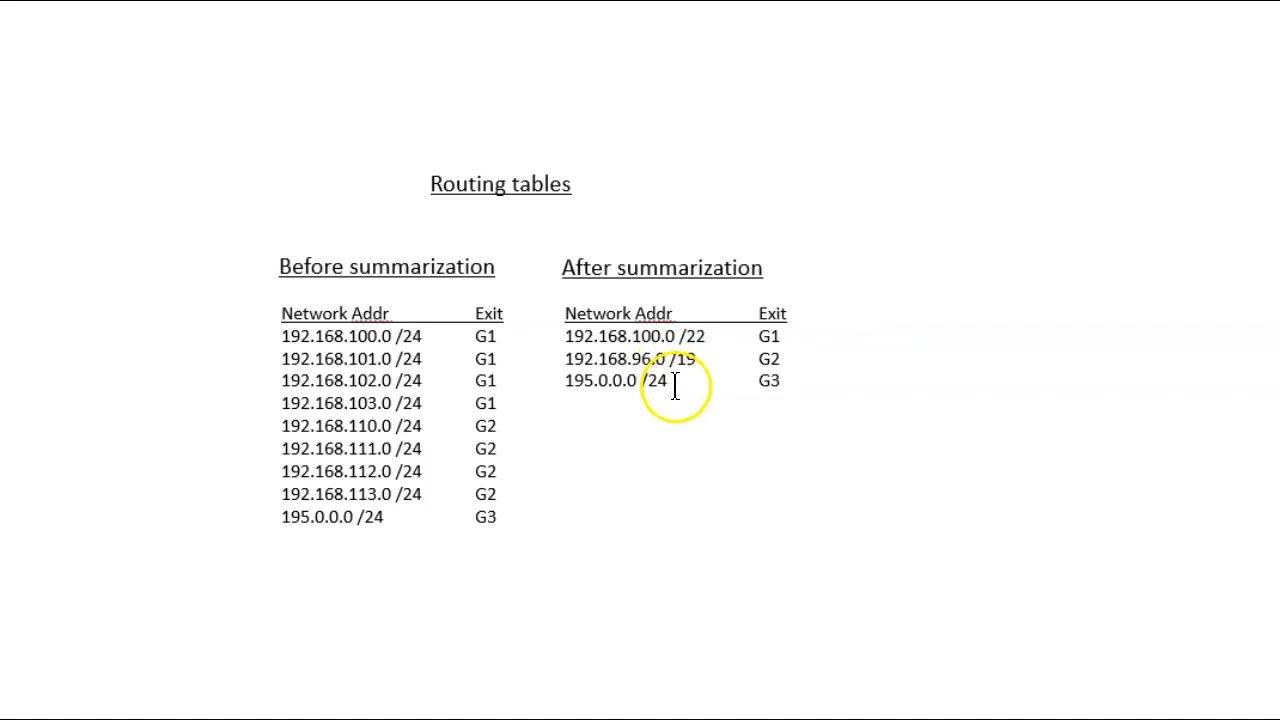 Routing tables
Before summarization
Network Addr Exit
192.168.100.0 /24 G1
192.168.101.0 /24 G1
192.168.102.0 /24 G1
192.168.103.0 /24 G1
192.168.110.0 /24 G2
192.168.111.0 /24 G2
192.168.112.0 /24 G2
192.168.113.0 /24 G2
195.0.0.0 /24 G3
After summarization
Network Addr Exit
192.168.100.0 /22 G1
192.168.96.0 /19 G2
195.0.0.0 /24 G3